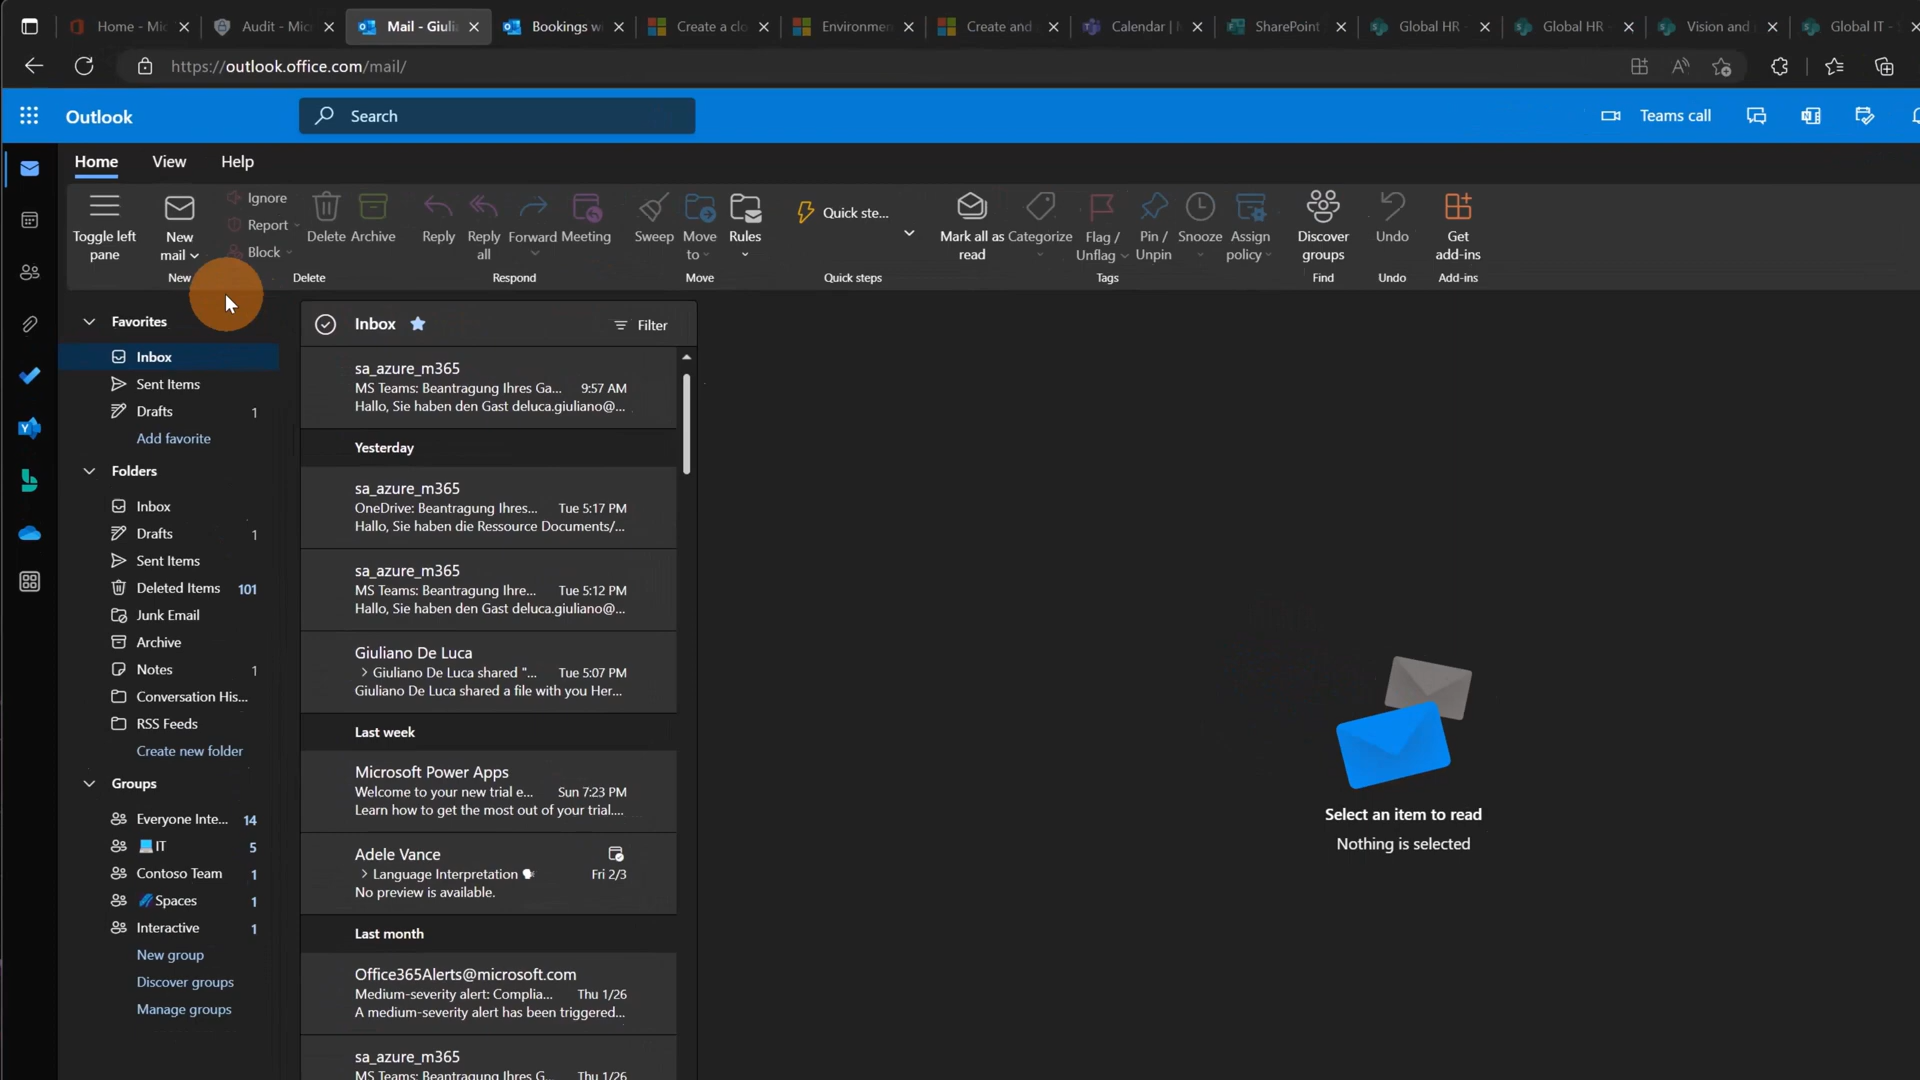 Home - Mic
Audit - Micr
Mail - Giulia
Bookings w
Create a clo
Environmen
Create and
Calendar | M
SharePoint
Global HR -
Global HR -
Vision and
Global IT - S
https://outlook.office.com/mail/
Outlook
Search
Teams call
Home
View
Help
Toggle left pane
New mail
Ignore
Report
Block
Delete
Archive
Reply
Reply all
Forward
Meeting
Sweep
Move to
Rules
Quick ste...
Mark all as read
Categorize
Flag / Unflag
Pin / Unpin
Snooze
Assign policy
Discover groups
Undo
Get add-ins
New
Delete
Respond
Move
Quick steps
Tags
Find
Undo
Add-ins
Favorites
Inbox
Sent Items
Drafts 1
Add favorite
Folders
Inbox
Drafts 1
Sent Items
Deleted Items 101
Junk Email
Archive
Notes 1
Conversation His...
RSS Feeds
Create new folder
Groups
Everyone Inte... 14
IT 5
Contoso Team 1
Spaces 1
Interactive 1
New group
Discover groups
Manage groups
Inbox
Filter
sa_azure_m365
MS Teams: Beantragung Ihres Ga... 9:57 AM
Hallo, Sie haben den Gast deluca.giuliano@...
Yesterday
sa_azure_m365
OneDrive: Beantragung Ihres... Tue 5:17 PM
Hallo, Sie haben die Ressource Documents/...
sa_azure_m365
MS Teams: Beantragung Ihre... Tue 5:12 PM
Hallo, Sie haben den Gast deluca.giuliano@...
Giuliano De Luca
Giuliano De Luca shared "... Tue 5:07 PM
Giuliano De Luca shared a file with you Her...
Last week
Microsoft Power Apps
Welcome to your new trial e... Sun 7:23 PM
Learn how to get the most out of your trial....
Adele Vance
Language Interpretation Fri 2/3
No preview is available.
Last month
Office365Alerts@microsoft.com
Medium-severity alert: Complia... Thu 1/26
A medium-severity alert has been triggered...
sa_azure_m365
MS Teams: Beantragung Ihres G... Thu 1/26
Select an item to read
Nothing is selected